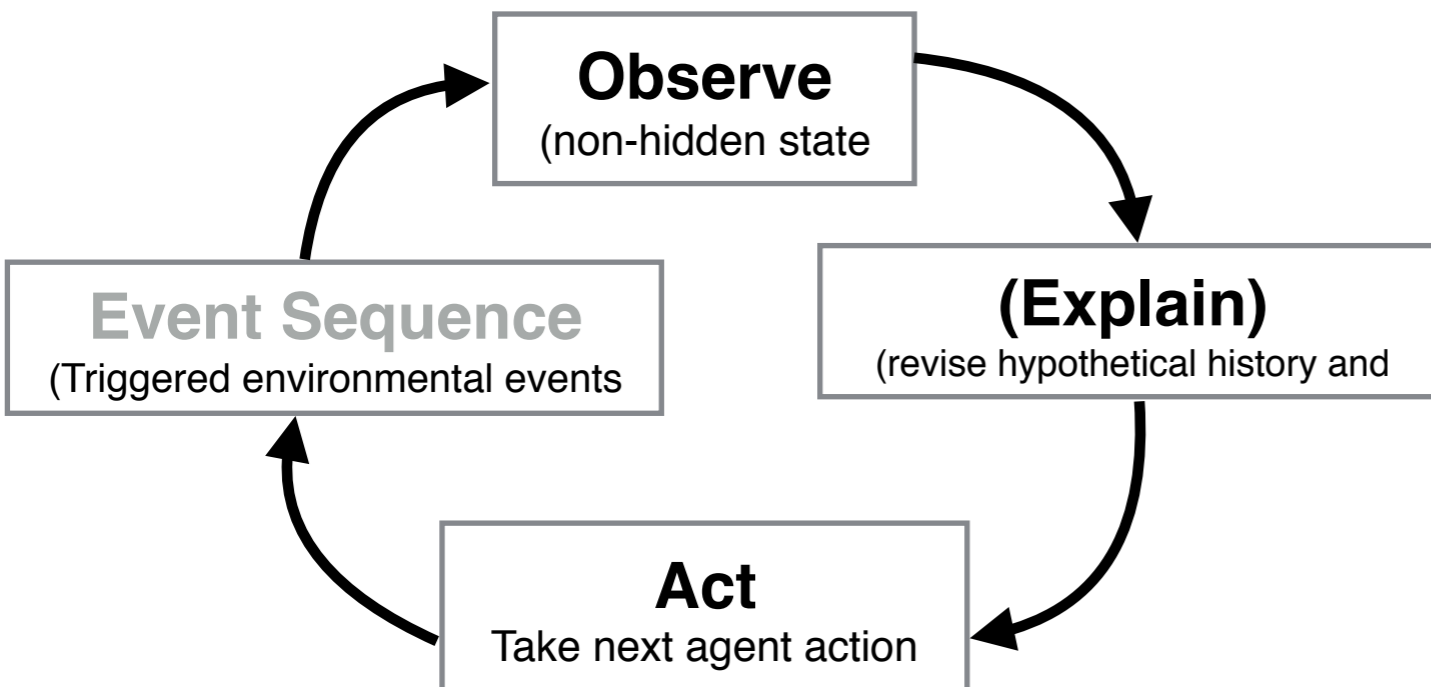 Observe
(non-hidden state
(Explain)
(revise hypothetical history and
Event Sequence
(Triggered environmental events
Act
Take next agent action